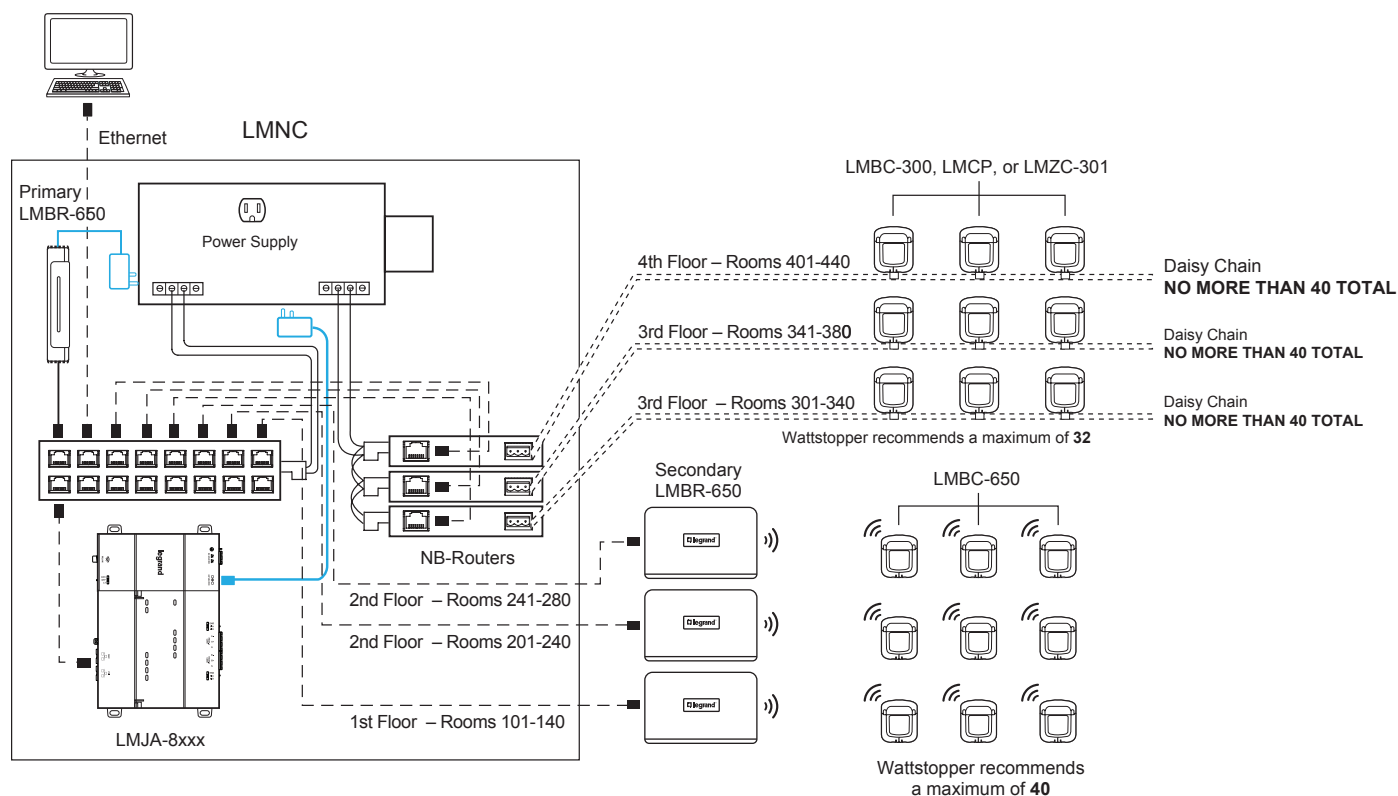 Ethernet
LMNC
Primary
LMBR-650
Power Supply
LMBC-300, LMCP, or LMZC-301
4th Floor – Rooms 401-440
Daisy Chain
NO MORE THAN 40 TOTAL
3rd Floor – Rooms 341-380
Daisy Chain
NO MORE THAN 40 TOTAL
3rd Floor – Rooms 301-340
Daisy Chain
NO MORE THAN 40 TOTAL
Wattstopper recommends a maximum of 32
NB-Routers
Secondary
LMBR-650
LMBC-650
legrand
legrand
legrand
legrand
2nd Floor – Rooms 241-280
2nd Floor – Rooms 201-240
1st Floor – Rooms 101-140
LMJA-8xxx
Wattstopper recommends
a maximum of 40